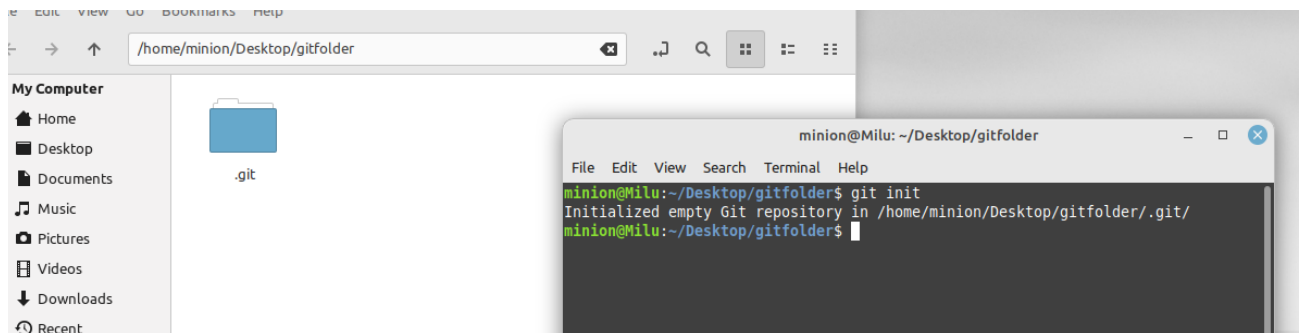 File Edit View Go Bookmarks Help
/home/minion/Desktop/gitfolder
My Computer
Home
Desktop
Documents
Music
Pictures
Videos
Downloads
Recent
.git
minion@Milu: ~/Desktop/gitfolder
File Edit View Search Terminal Help
minion@Milu:~/Desktop/gitfolder$ git init
Initialized empty Git repository in /home/minion/Desktop/gitfolder/.git/
minion@Milu:~/Desktop/gitfolder$